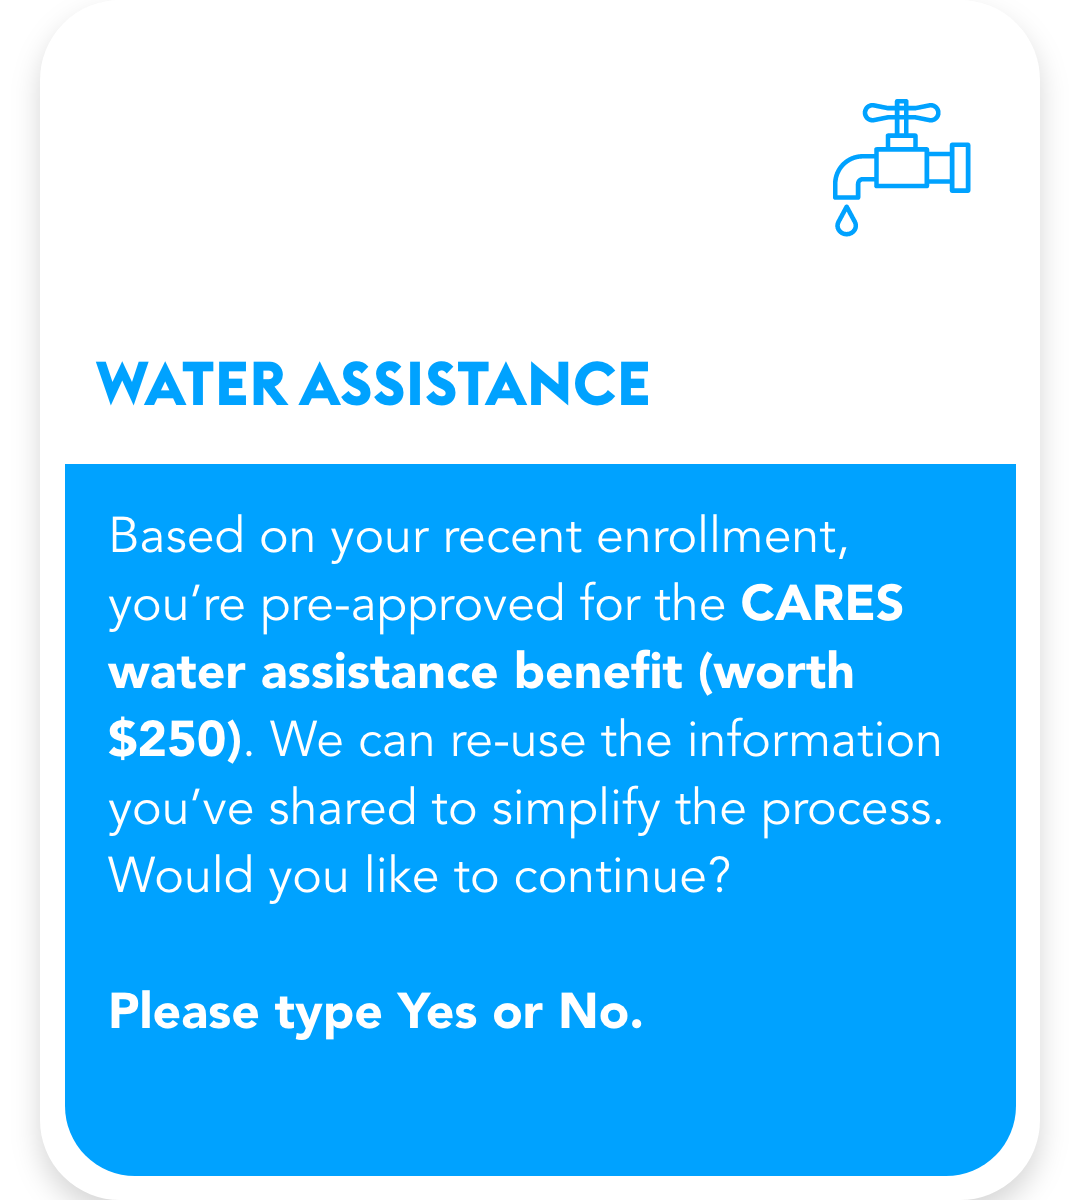 WATER ASSISTANCE
Based on your recent enrollment,
you’re pre-approved for the CARES
water assistance benefit (worth
$250). We can re-use the information
you’ve shared to simplify the process.
Would you like to continue?
Please type Yes or No.